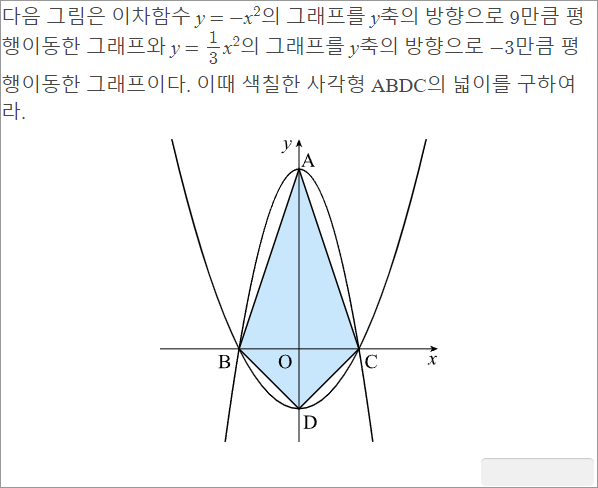 다음 그림은 이차함수 y = −x²의 그래프를 y축의 방향으로 9만큼 평
행이동한 그래프와 y = 1/3 x²의 그래프를 y축의 방향으로 −3만큼 평
행이동한 그래프이다. 이때 색칠한 사각형 ABDC의 넓이를 구하여
라.
y
A
B O C x
D